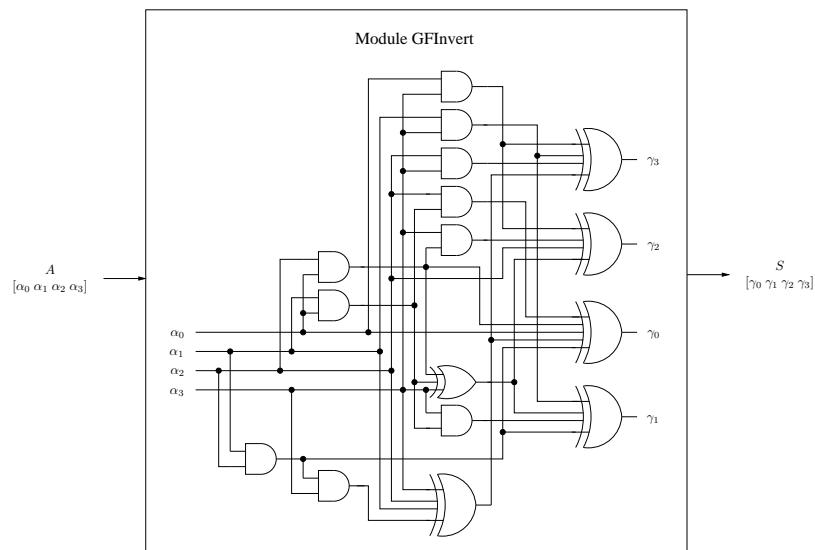 Module GFInvert
γ₃
γ₂
A
[α₀ α₁ α₂ α₃]
S
[γ₀ γ₁ γ₂ γ₃]
α₀
γ₀
α₁
α₂
α₃
γ₁